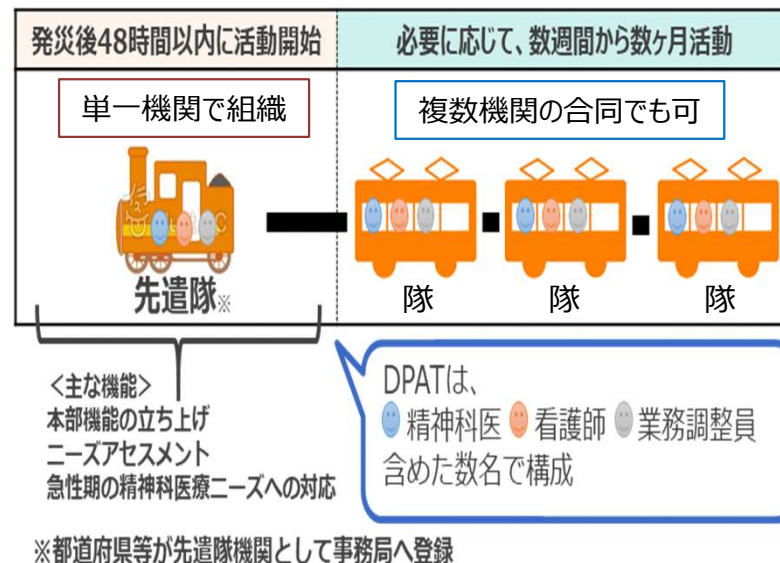 発災後48時間以内に活動開始
必要に応じて、数週間から数ヶ月活動
単一機関で組織
複数機関の合同でも可
先遣隊※
隊
隊
隊
<主な機能>
本部機能の立ち上げ
ニーズアセスメント
急性期の精神科医療ニーズへの対応
DPATは、
精神科医 看護師 業務調整員
含めた数名で構成
※都道府県等が先遣隊機関として事務局へ登録